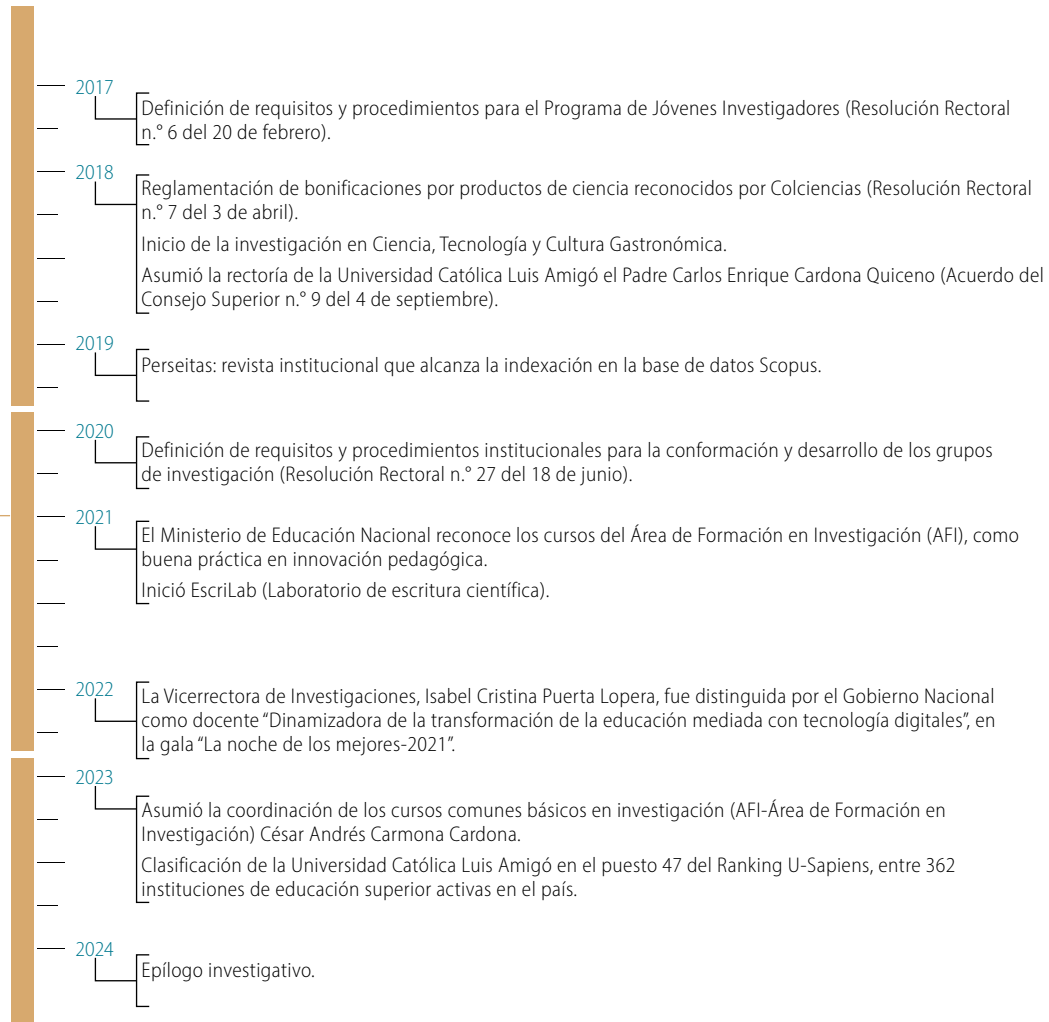 2017
Definición de requisitos y procedimientos para el Programa de Jóvenes Investigadores (Resolución Rectoral
n.° 6 del 20 de febrero).
2018
Reglamentación de bonificaciones por productos de ciencia reconocidos por Colciencias (Resolución Rectoral
n.° 7 del 3 de abril).
Inicio de la investigación en Ciencia, Tecnología y Cultura Gastronómica.
Asumió la rectoría de la Universidad Católica Luis Amigó el Padre Carlos Enrique Cardona Quiceno (Acuerdo del
Consejo Superior n.° 9 del 4 de septiembre).
2019
Perseitas: revista institucional que alcanza la indexación en la base de datos Scopus.
2020
Definición de requisitos y procedimientos institucionales para la conformación y desarrollo de los grupos
de investigación (Resolución Rectoral n.° 27 del 18 de junio).
2021
El Ministerio de Educación Nacional reconoce los cursos del Área de Formación en Investigación (AFI), como
buena práctica en innovación pedagógica.
Inició EscriLab (Laboratorio de escritura científica).
2022
La Vicerrectora de Investigaciones, Isabel Cristina Puerta Lopera, fue distinguida por el Gobierno Nacional
como docente “Dinamizadora de la transformación de la educación mediada con tecnología digitales”, en
la gala “La noche de los mejores-2021”.
2023
Asumió la coordinación de los cursos comunes básicos en investigación (AFI-Área de Formación en
Investigación) César Andrés Carmona Cardona.
Clasificación de la Universidad Católica Luis Amigó en el puesto 47 del Ranking U-Sapiens, entre 362
instituciones de educación superior activas en el país.
2024
Epílogo investigativo.